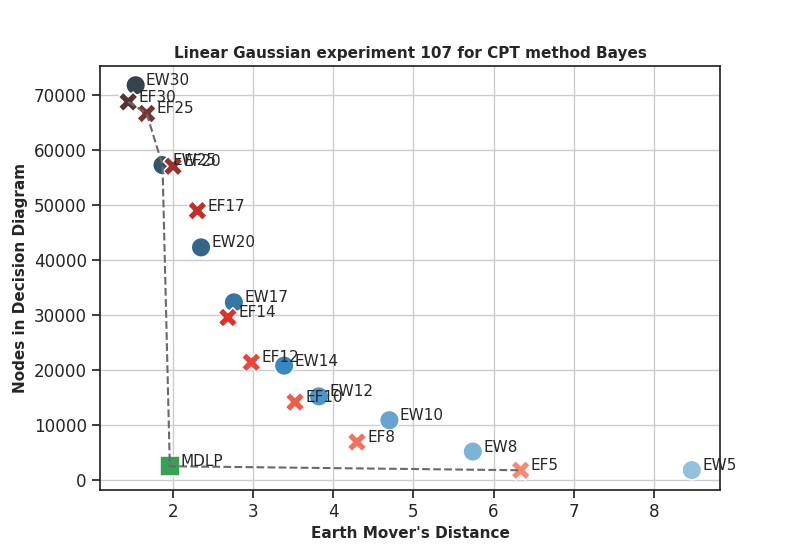 Linear Gaussian experiment 107 for CPT method Bayes
Nodes in Decision Diagram
70000
60000
50000
40000
30000
20000
10000
0
EW30
EF30
EF25
EW25
EF20
EF17
EW20
EW17
EF14
EF12
EW14
EW12
EF10
EW10
EF8
EW8
MDLP
EF5
EW5
2 3 4 5 6 7 8
Earth Mover's Distance